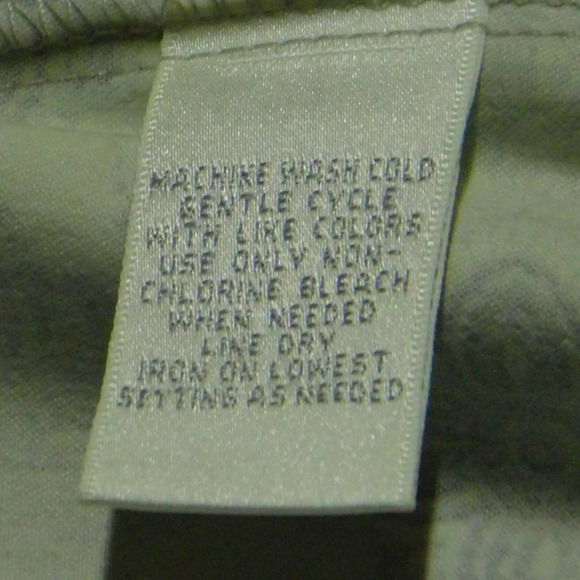 MACHINE WASH COLD
GENTLE CYCLE
WITH LIKE COLORS
USE ONLY NON-
CHLORINE BLEACH
WHEN NEEDED
LINE DRY
IRON ON LOWEST
SETTING AS NEEDED